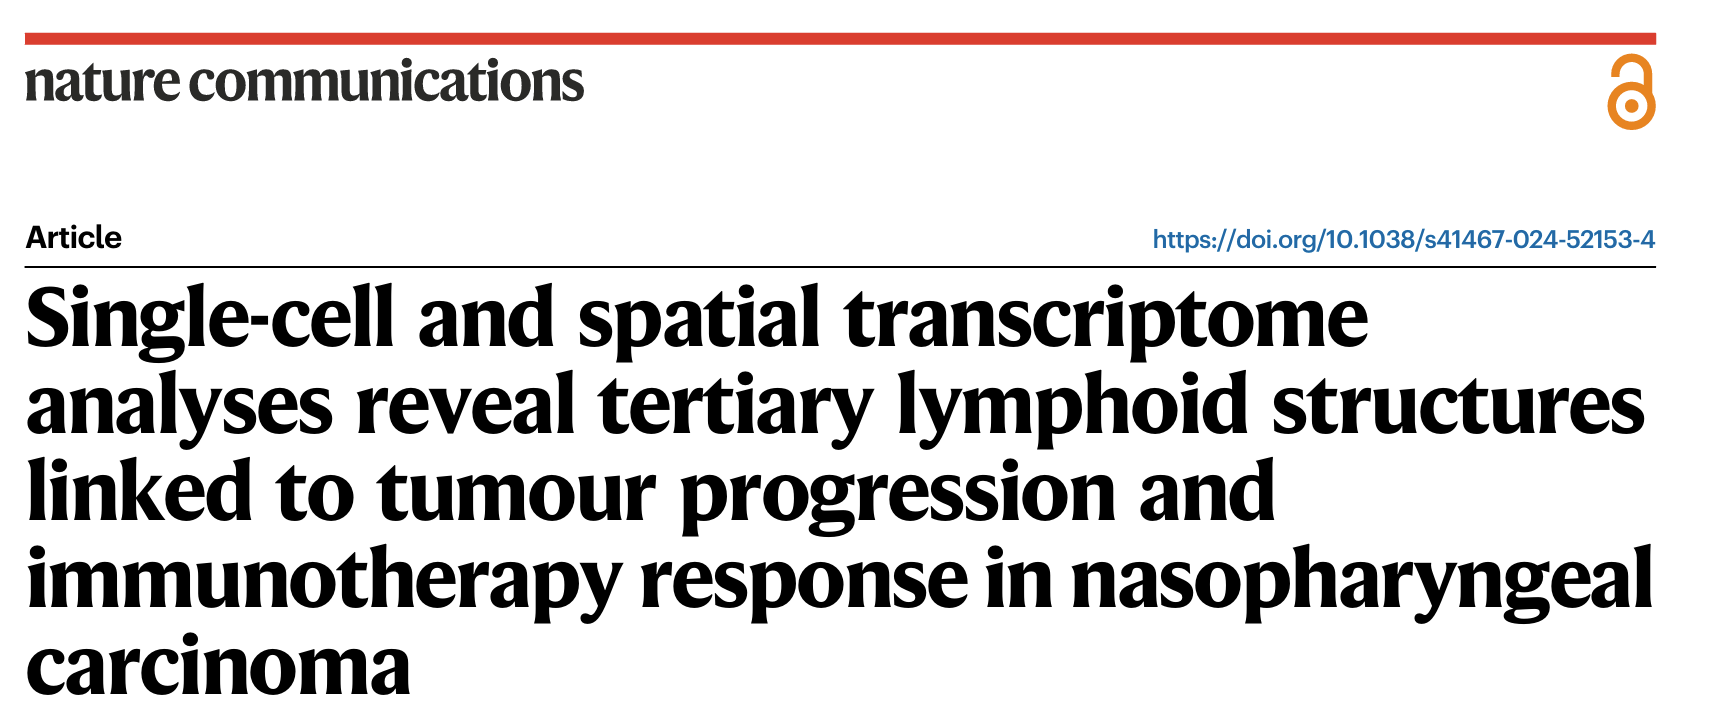 nature communications
Article
https://doi.org/10.1038/s41467-024-52153-4
Single-cell and spatial transcriptome
analyses reveal tertiary lymphoid structures
linked to tumour progression and
immunotherapy response in nasopharyngeal
carcinoma